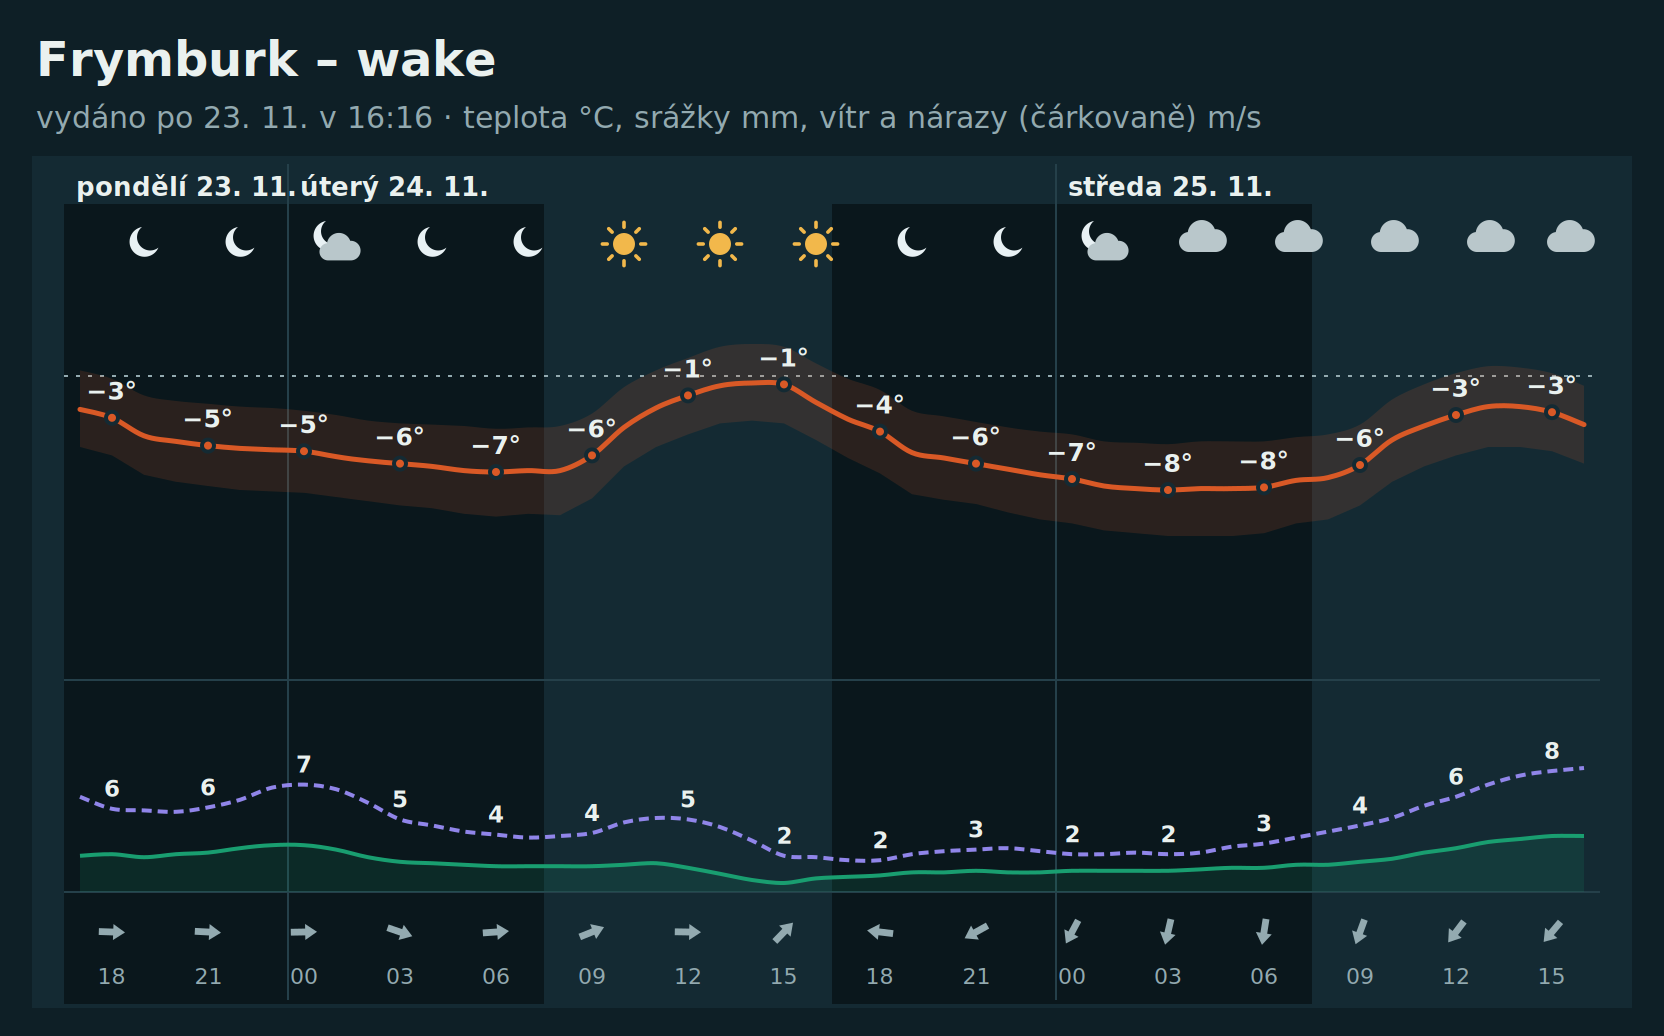 Frymburk – wake
vydáno po 23. 11. v 16:16 · teplota °C, srážky mm, vítr a nárazy (čárkovaně) m/s
pondělí 23. 11. úterý 24. 11. středa 25. 11.
−3° −5° −5° −6° −7° −6° −1° −1° −4° −6° −7° −8° −8° −6° −3° −3°
6 6 7 5 4 4 5 2 2 3 2 2 3 4 6 8
18 21 00 03 06 09 12 15 18 21 00 03 06 09 12 15